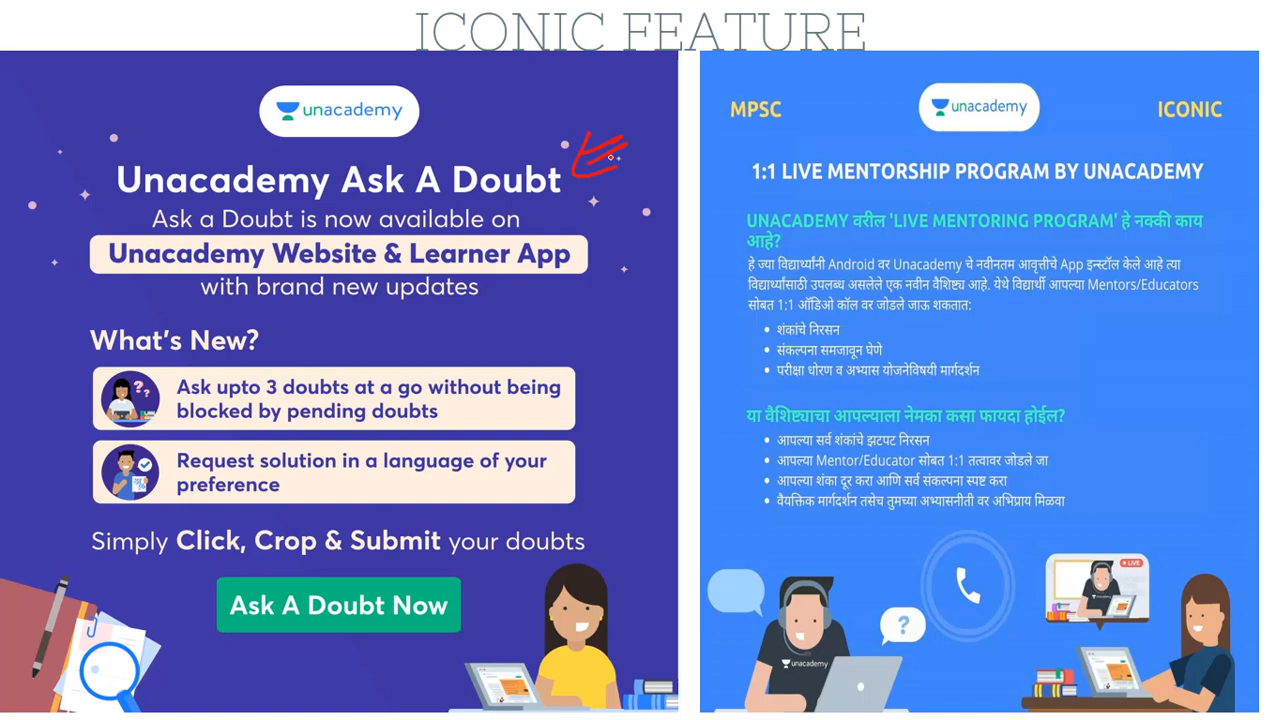 ICONIC FEATURE
unacademy
Unacademy Ask A Doubt
Ask a Doubt is now available on
Unacademy Website & Learner App
with brand new updates
What's New?
Ask upto 3 doubts at a go without being
blocked by pending doubts
Request solution in a language of your
preference
Simply Click, Crop & Submit your doubts
Ask A Doubt Now
MPSC
unacademy
ICONIC
1:1 LIVE MENTORSHIP PROGRAM BY UNACADEMY
UNACADEMY वरील 'LIVE MENTORING PROGRAM' हे नक्की काय
आहे?
हे ज्या विद्यार्थ्यांनी Android वर Unacademy चे नवीनतम आवृत्तीचे App इन्स्टॉल केले आहे त्या
विद्यार्थ्यांसाठी उपलब्ध असलेले एक नवीन वैशिष्ट्य आहे. येथे विद्यार्थी आपल्या Mentors/Educators
सोबत 1:1 ऑडिओ कॉल वर जोडले जाऊ शकतात:
• शंकांचे निरसन
• संकल्पना समजावून घेणे
• परीक्षा धोरण व अभ्यास योजनेविषयी मार्गदर्शन
या वैशिष्ट्याचा आपल्याला नेमका कसा फायदा होईल?
• आपल्या सर्व शंकांचे झटपट निरसन
• आपल्या Mentor/Educator सोबत 1:1 तत्वावर जोडले जा
• आपल्या शंका दूर करा आणि सर्व संकल्पना स्पष्ट करा
• वैयक्तिक मार्गदर्शन तसेच तुमच्या अभ्यासनीती वर अभिप्राय मिळवा
?
LIVE
unacademy